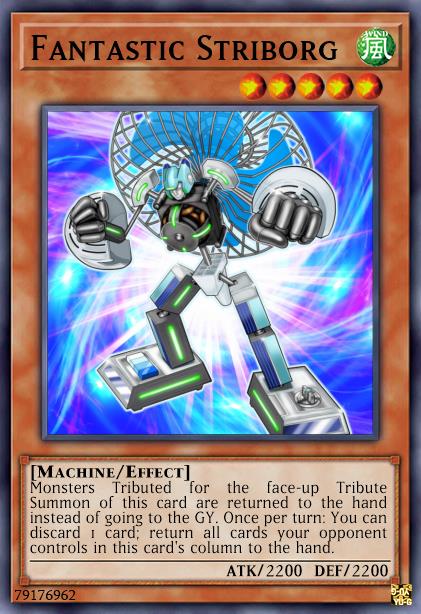 Fantastic Striborg
WIND
風
[Machine/Effect]
Monsters Tributed for the face-up Tribute
Summon of this card are returned to the hand
instead of going to the GY. Once per turn: You can
discard 1 card; return all cards your opponent
controls in this card's column to the hand.
ATK/2200 DEF/2200
79176962